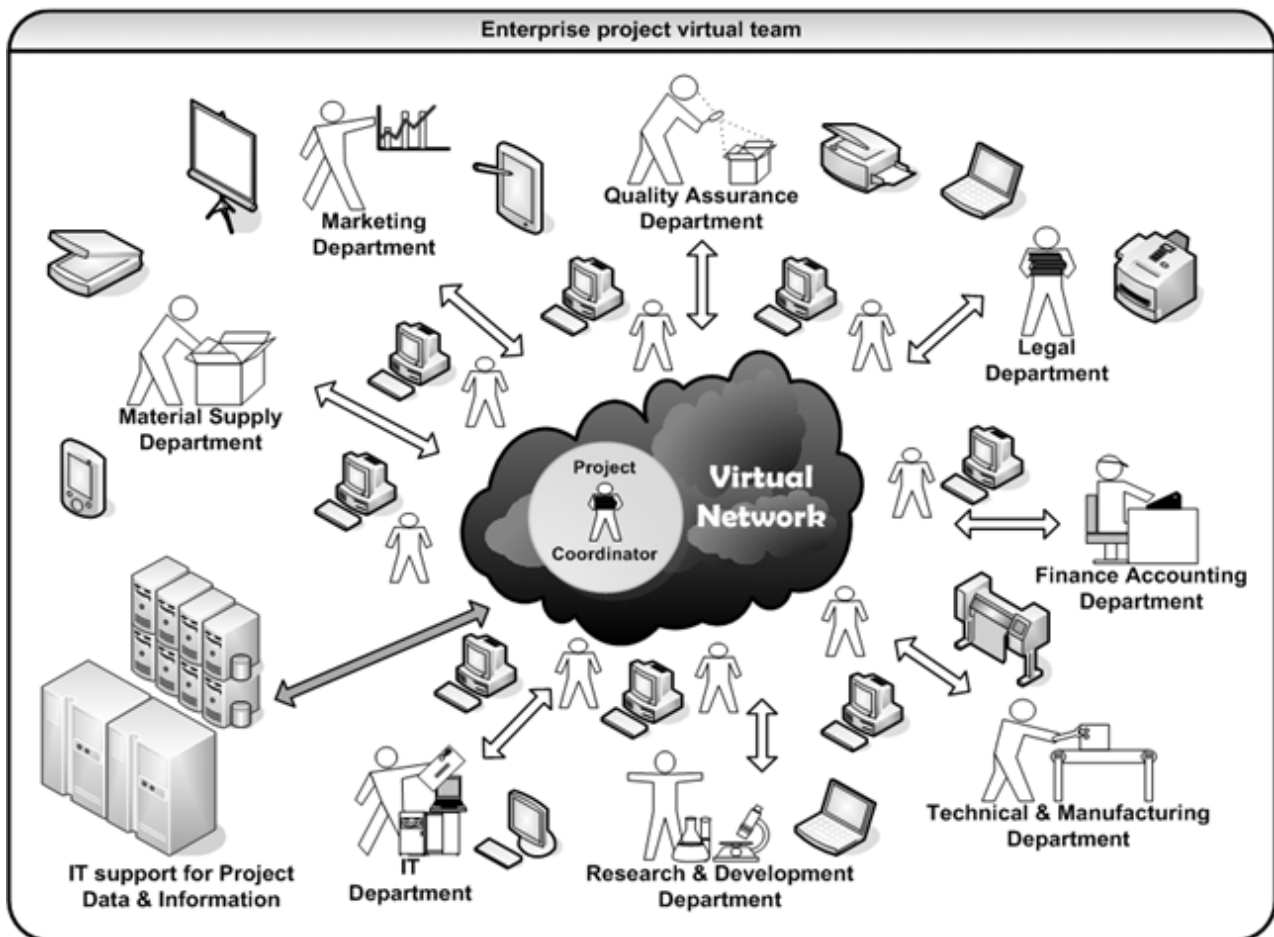 Enterprise project virtual team
Marketing
Department
Quality Assurance
Department
Legal
Department
Material Supply
Department
Project
Coordinator
Virtual
Network
Finance Accounting
Department
Technical & Manufacturing
Department
IT support for Project
Data & Information
IT
Department
Research & Development
Department